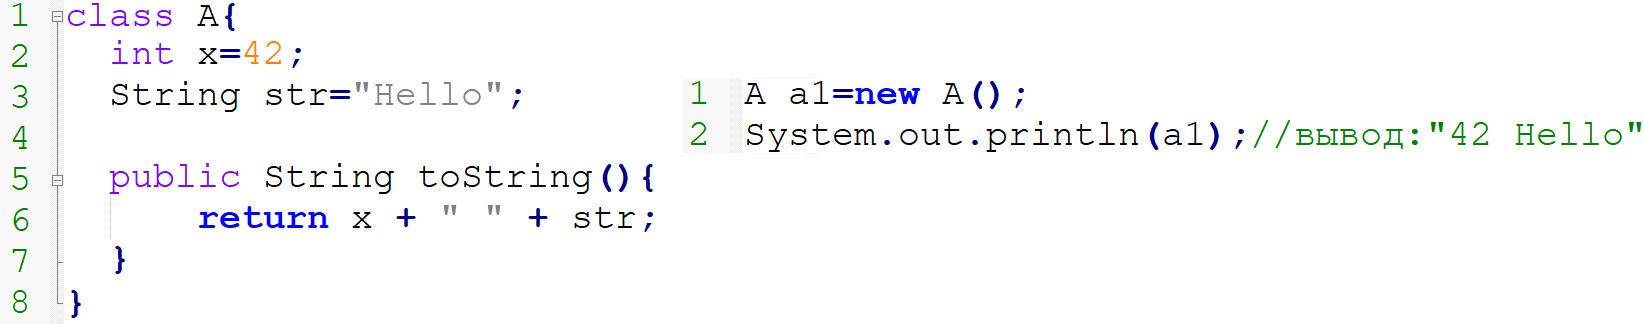 1 class A{
2 int x=42;
3 String str="Hello";
4
5 public String toString(){
6 return x + " " + str;
7 }
8 }
1 A a1=new A();
2 System.out.println(a1);//вывод:"42 Hello"